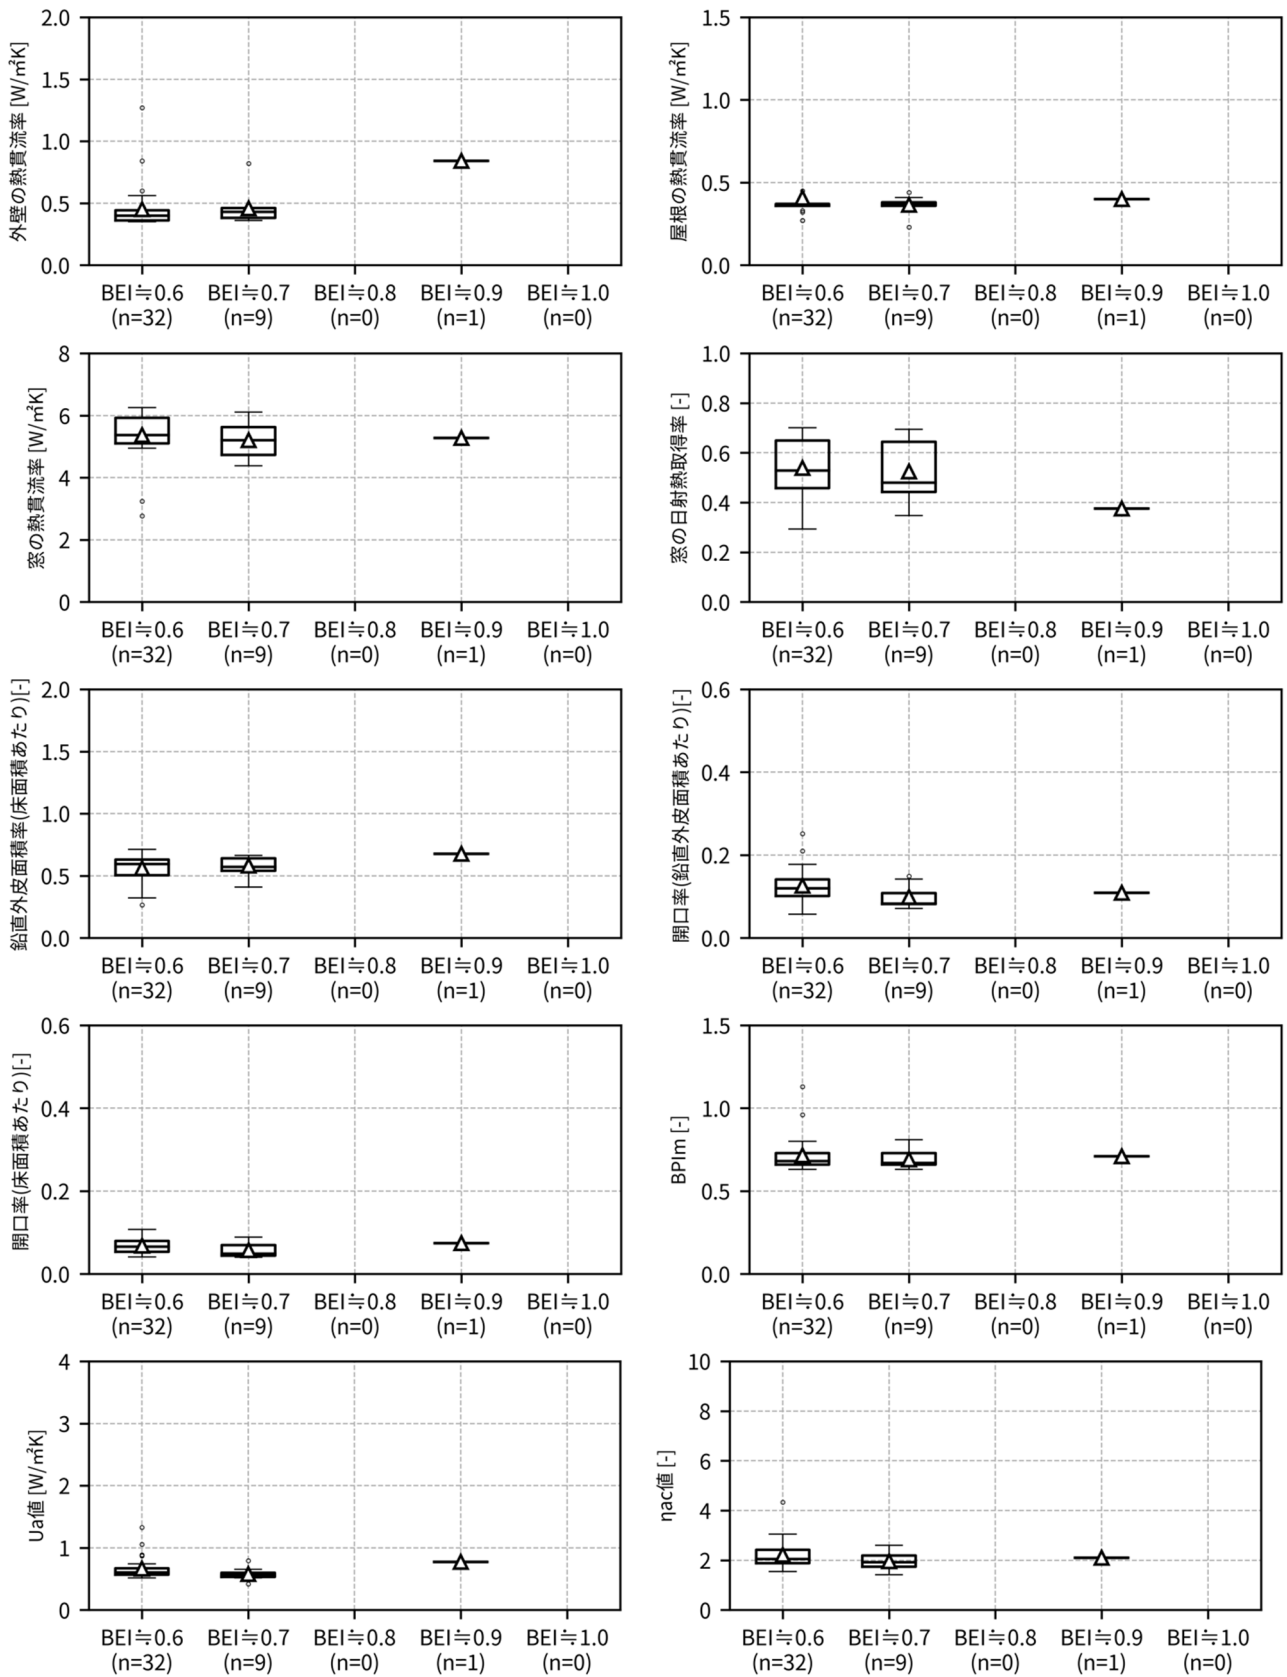 外壁の熱貫流率 [W/㎡K]
2.0
1.5
1.0
0.5
0.0
BEI≒0.6 BEI≒0.7 BEI≒0.8 BEI≒0.9 BEI≒1.0
(n=32) (n=9) (n=0) (n=1) (n=0)
屋根の熱貫流率 [W/㎡K]
1.5
1.0
0.5
0.0
BEI≒0.6 BEI≒0.7 BEI≒0.8 BEI≒0.9 BEI≒1.0
(n=32) (n=9) (n=0) (n=1) (n=0)
窓の熱貫流率 [W/㎡K]
8
6
4
2
0
BEI≒0.6 BEI≒0.7 BEI≒0.8 BEI≒0.9 BEI≒1.0
(n=32) (n=9) (n=0) (n=1) (n=0)
窓の日射熱取得率 [-]
1.0
0.8
0.6
0.4
0.2
0.0
BEI≒0.6 BEI≒0.7 BEI≒0.8 BEI≒0.9 BEI≒1.0
(n=32) (n=9) (n=0) (n=1) (n=0)
鉛直外皮面積率(床面積あたり)[-]
2.0
1.5
1.0
0.5
0.0
BEI≒0.6 BEI≒0.7 BEI≒0.8 BEI≒0.9 BEI≒1.0
(n=32) (n=9) (n=0) (n=1) (n=0)
開口率(鉛直外皮面積あたり)[-]
0.6
0.4
0.2
0.0
BEI≒0.6 BEI≒0.7 BEI≒0.8 BEI≒0.9 BEI≒1.0
(n=32) (n=9) (n=0) (n=1) (n=0)
開口率(床面積あたり)[-]
0.6
0.4
0.2
0.0
BEI≒0.6 BEI≒0.7 BEI≒0.8 BEI≒0.9 BEI≒1.0
(n=32) (n=9) (n=0) (n=1) (n=0)
BPIm [-]
1.5
1.0
0.5
0.0
BEI≒0.6 BEI≒0.7 BEI≒0.8 BEI≒0.9 BEI≒1.0
(n=32) (n=9) (n=0) (n=1) (n=0)
Ua値 [W/㎡K]
4
3
2
1
0
BEI≒0.6 BEI≒0.7 BEI≒0.8 BEI≒0.9 BEI≒1.0
(n=32) (n=9) (n=0) (n=1) (n=0)
ηac値 [-]
10
8
6
4
2
0
BEI≒0.6 BEI≒0.7 BEI≒0.8 BEI≒0.9 BEI≒1.0
(n=32) (n=9) (n=0) (n=1) (n=0)